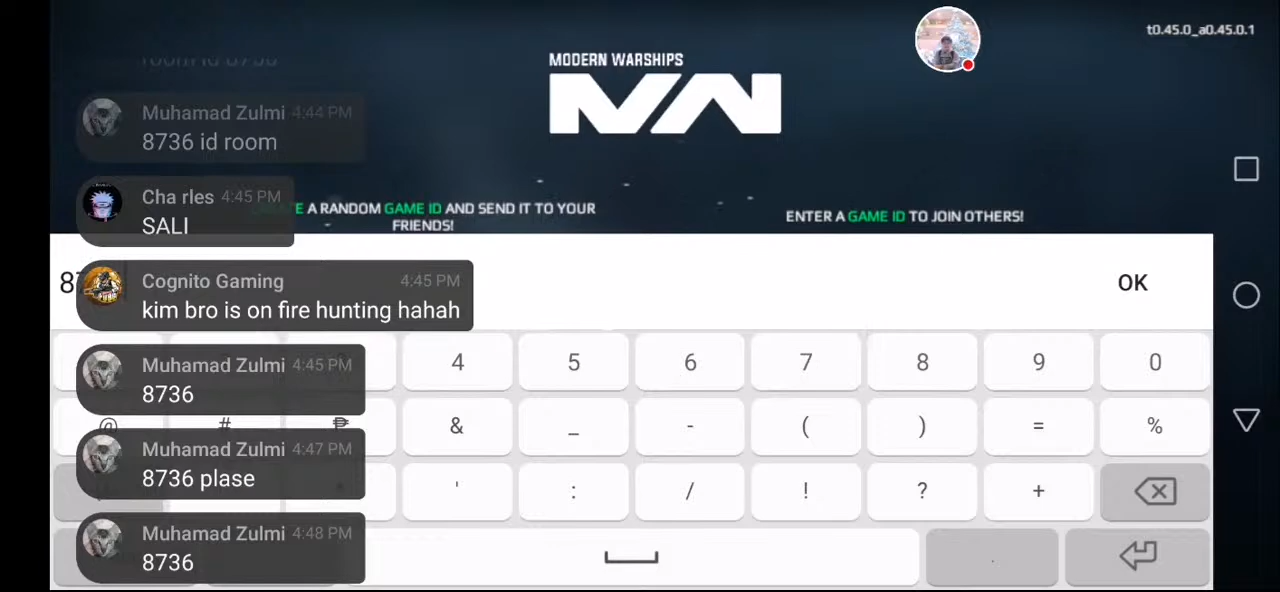 t0.45.0_a0.45.0.1
MODERN WARSHIPS
room id 8736
Muhamad Zulmi 4:44 PM
8736 id room
Cha rles 4:45 PM
SALI
A RANDOM GAME ID AND SEND IT TO YOUR
FRIENDS!
ENTER A GAME ID TO JOIN OTHERS!
8
OK
Cognito Gaming 4:45 PM
kim bro is on fire hunting hahah
4 5 6 7 8 9 0
Muhamad Zulmi 4:45 PM
8736
@ # ₱ & _ - ( ) = %
Muhamad Zulmi 4:47 PM
8736 plase
' : / ! ? +
Muhamad Zulmi 4:48 PM
8736
.